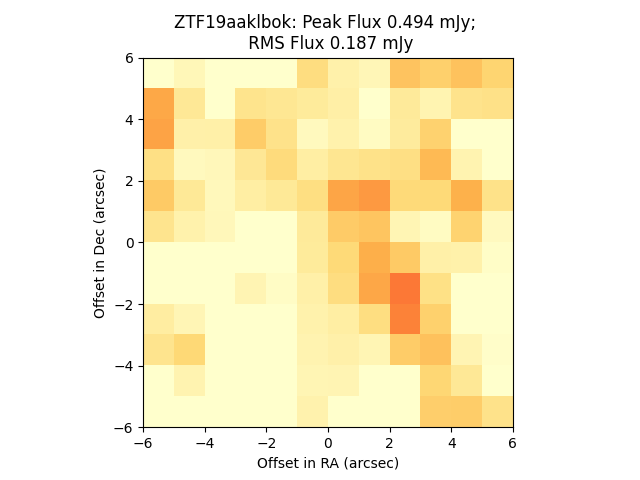 ZTF19aaklbok: Peak Flux 0.494 mJy;
RMS Flux 0.187 mJy
6
4
2
0
−2
−4
−6
Offset in Dec (arcsec)
−6 −4 −2 0 2 4 6
Offset in RA (arcsec)